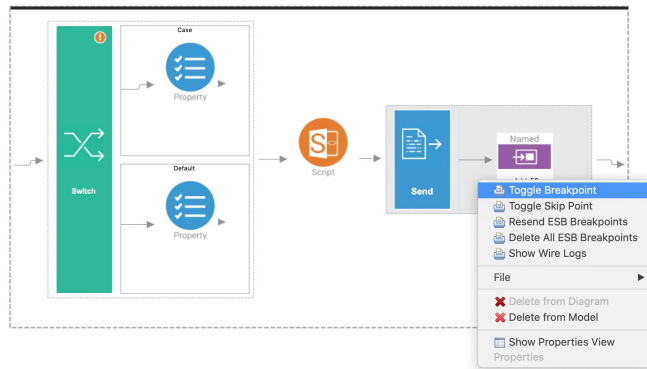 Case
Property
Switch
Default
Property
Script
Send
Named
Toggle Breakpoint
Toggle Skip Point
Resend ESB Breakpoints
Delete All ESB Breakpoints
Show Wire Logs
File
Delete from Diagram
Delete from Model
Show Properties View
Properties